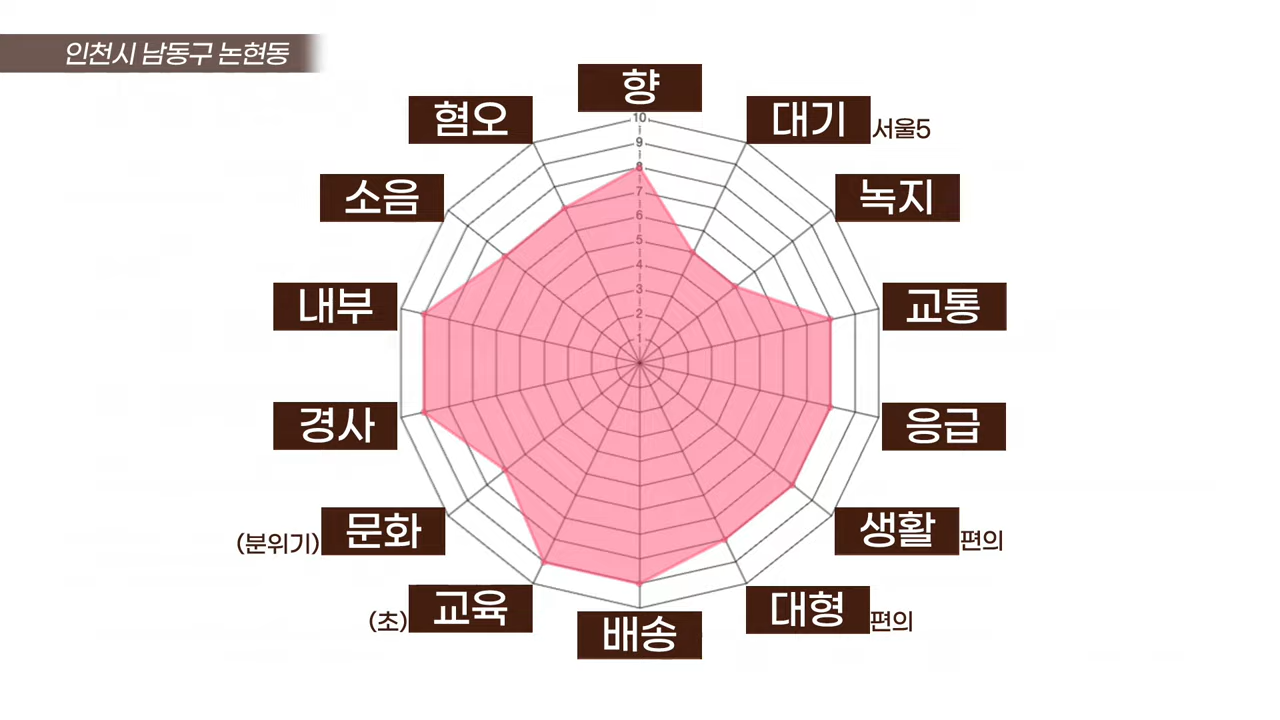 인천시 남동구 논현동
향
혐오
대기 서울5
소음
녹지
내부
교통
경사
응급
(분위기) 문화
생활 편의
(초) 교육
대형 편의
배송
10
9
8
7
6
5
4
3
2
1